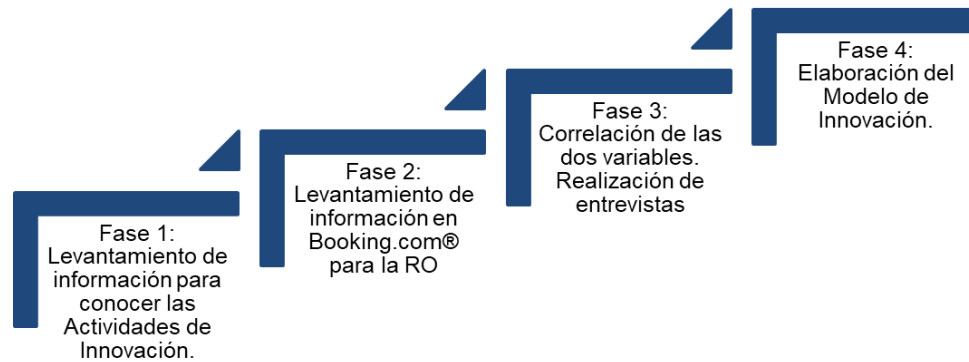 Fase 1:
Levantamiento de
información para
conocer las
Actividades de
Innovación.
Fase 2:
Levantamiento de
información en
Booking.com®
para la RO
Fase 3:
Correlación de las
dos variables.
Realización de
entrevistas
Fase 4:
Elaboración del
Modelo de
Innovación.